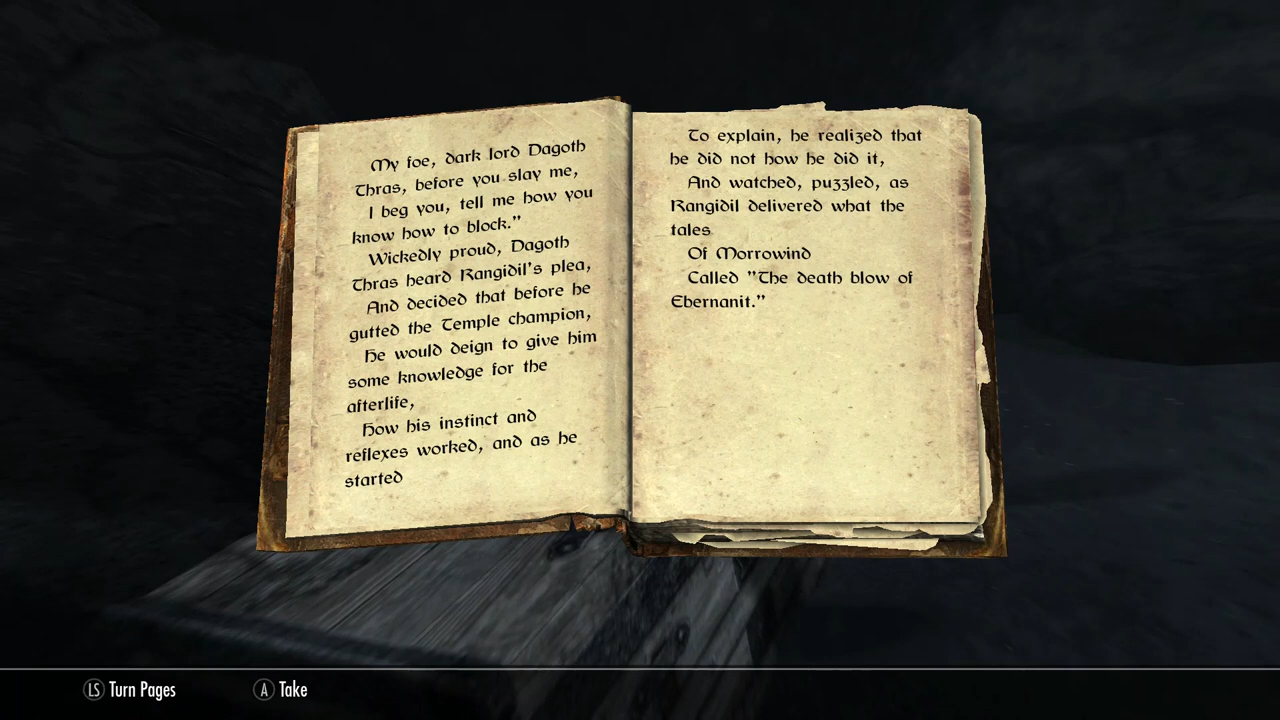 My foe, dark lord Dagoth
Thras, before you slay me,
I beg you, tell me how you
know how to block."
Wickedly proud, Dagoth
Thras heard Rangidil's plea,
And decided that before he
gutted the Temple champion,
He would deign to give him
some knowledge for the
afterlife,
How his instinct and
reflexes worked, and as he
started
To explain, he realized that
he did not how he did it,
And watched, puzzled, as
Rangidil delivered what the
tales
Of Morrowind
Called "The death blow of
Ebernanit."
LS Turn Pages
A Take